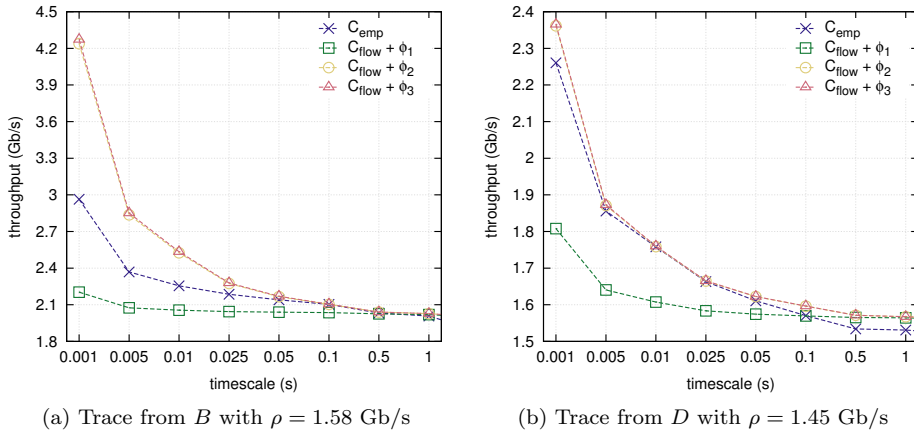 4.5
4.2
3.9
3.6
3.3
3
2.7
2.4
2.1
1.8
throughput (Gb/s)
C_emp
C_flow + ϕ_1
C_flow + ϕ_2
C_flow + ϕ_3
0.001 0.005 0.01 0.025 0.05 0.1 0.5 1
timescale (s)
(a) Trace from B with ρ = 1.58 Gb/s
2.4
2.3
2.2
2.1
2
1.9
1.8
1.7
1.6
1.5
throughput (Gb/s)
C_emp
C_flow + ϕ_1
C_flow + ϕ_2
C_flow + ϕ_3
0.001 0.005 0.01 0.025 0.05 0.1 0.5 1
timescale (s)
(b) Trace from D with ρ = 1.45 Gb/s